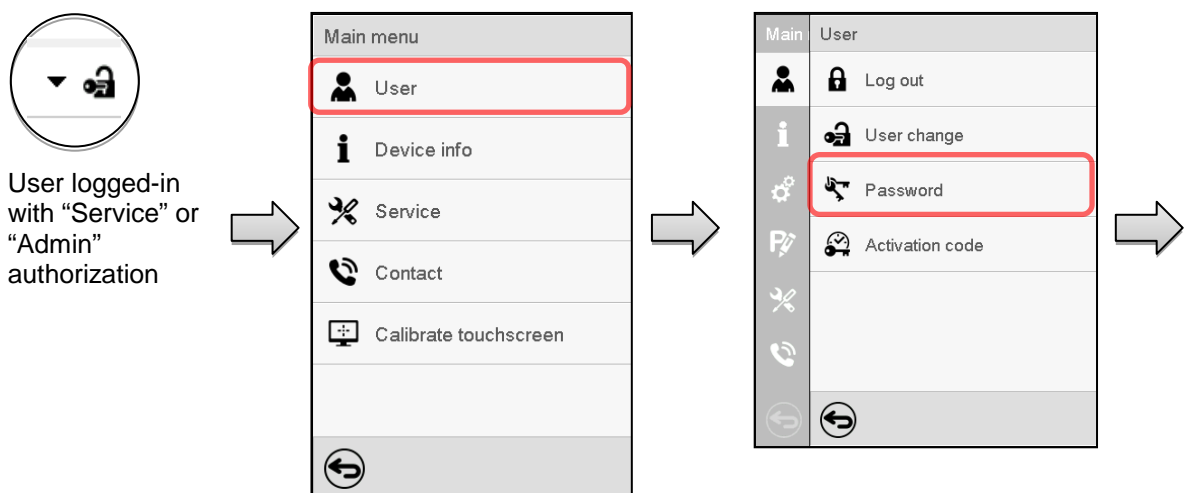 User logged-in
with “Service” or
“Admin”
authorization
Main menu
User
Device info
Service
Contact
Calibrate touchscreen
Main
User
Log out
User change
Password
Activation code